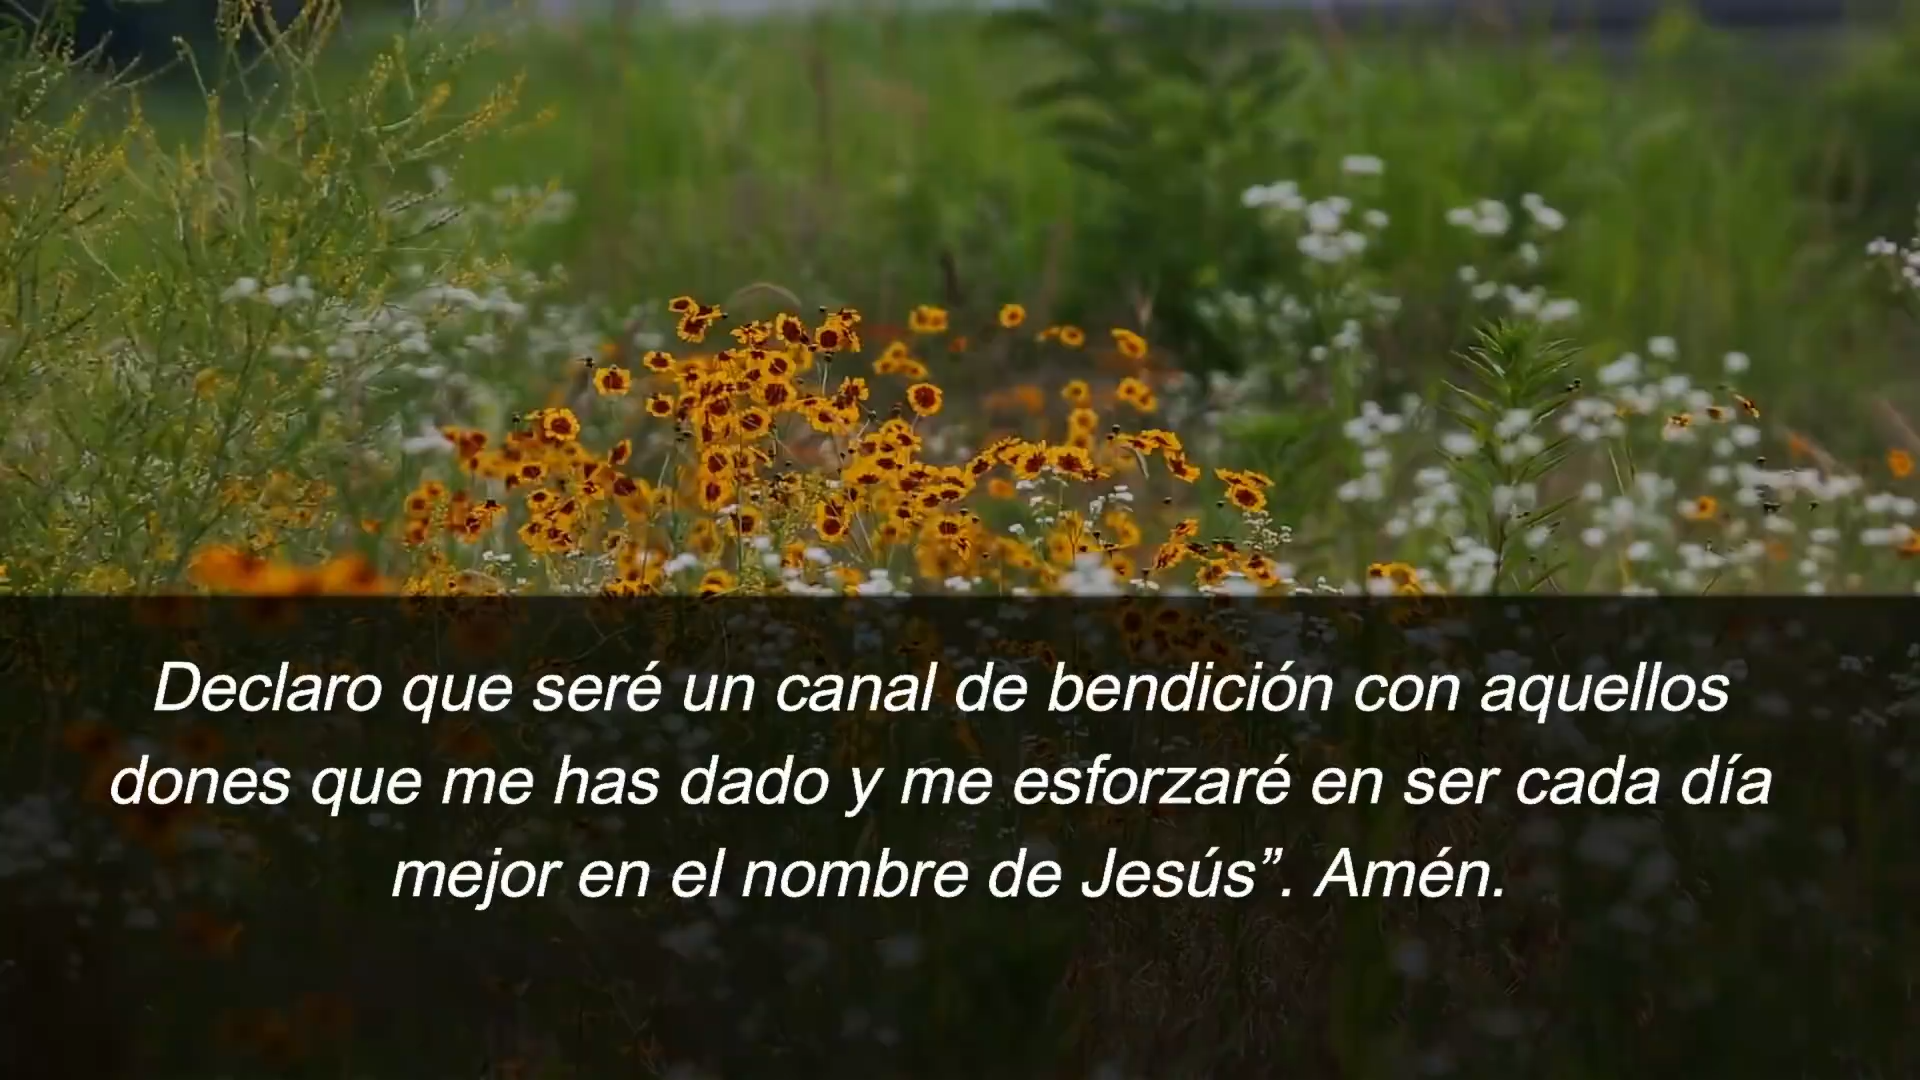 Declaro que seré un canal de bendición con aquellos
dones que me has dado y me esforzaré en ser cada día
mejor en el nombre de Jesús”. Amén.